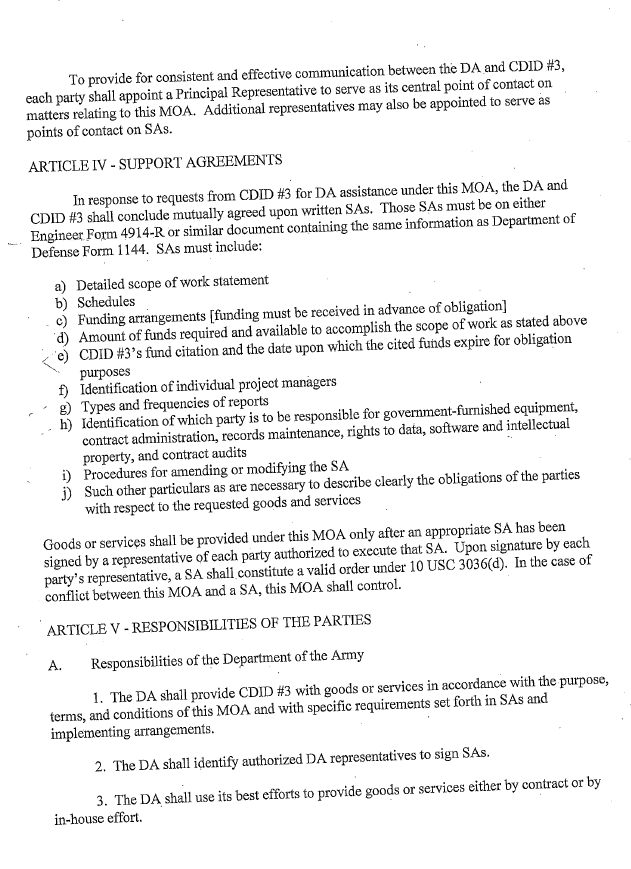 To provide for consistent and effective communication between the DA and CDID #3,
each party shall appoint a Principal Representative to serve as its central point of contact on
matters relating to this MOA. Additional representatives may also be appointed to serve as
points of contact on SAs.
ARTICLE IV - SUPPORT AGREEMENTS
In response to requests from CDID #3 for DA assistance under this MOA, the DA and
CDID #3 shall conclude mutually agreed upon written SAs. Those SAs must be on either
Engineer Form 4914-R or similar document containing the same information as Department of
Defense Form 1144. SAs must include:
a) Detailed scope of work statement
b) Schedules
c) Funding arrangements [funding must be received in advance of obligation]
d) Amount of funds required and available to accomplish the scope of work as stated above
e) CDID #3's fund citation and the date upon which the cited funds expire for obligation
purposes
f) Identification of individual project managers
g) Types and frequencies of reports
h) Identification of which party is to be responsible for government-furnished equipment,
contract administration, records maintenance, rights to data, software and intellectual
property, and contract audits
i) Procedures for amending or modifying the SA
j) Such other particulars as are necessary to describe clearly the obligations of the parties
with respect to the requested goods and services
Goods or services shall be provided under this MOA only after an appropriate SA has been
signed by a representative of each party authorized to execute that SA. Upon signature by each
party's representative, a SA shall constitute a valid order under 10 USC 3036(d). In the case of
conflict between this MOA and a SA, this MOA shall control.
ARTICLE V - RESPONSIBILITIES OF THE PARTIES
A. Responsibilities of the Department of the Army
1. The DA shall provide CDID #3 with goods or services in accordance with the purpose,
terms, and conditions of this MOA and with specific requirements set forth in SAs and
implementing arrangements.
2. The DA shall identify authorized DA representatives to sign SAs.
3. The DA shall use its best efforts to provide goods or services either by contract or by
in-house effort.